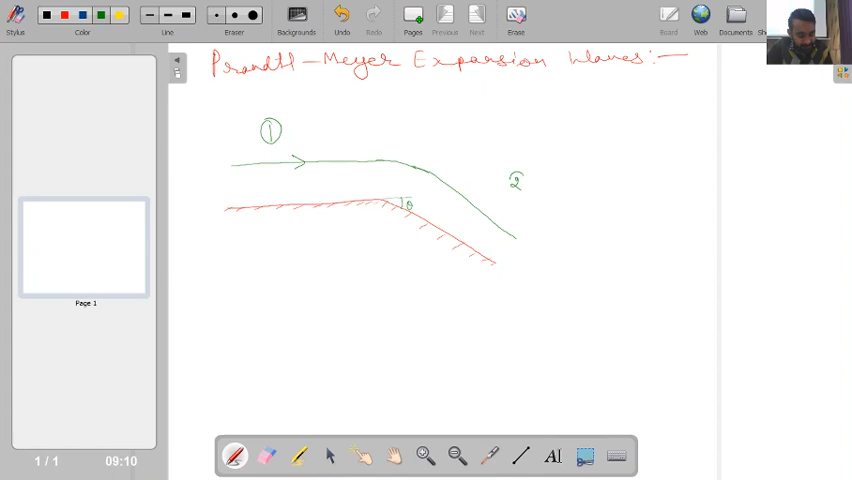 Stylus
Color
Line
Eraser
Backgrounds
Undo
Redo
Pages
Previous
Next
Erase
Board
Web
Documents
Prandtl - Meyer Expansion Waves :-
1
2
θ
Page 1
1 / 1
09:10
AI